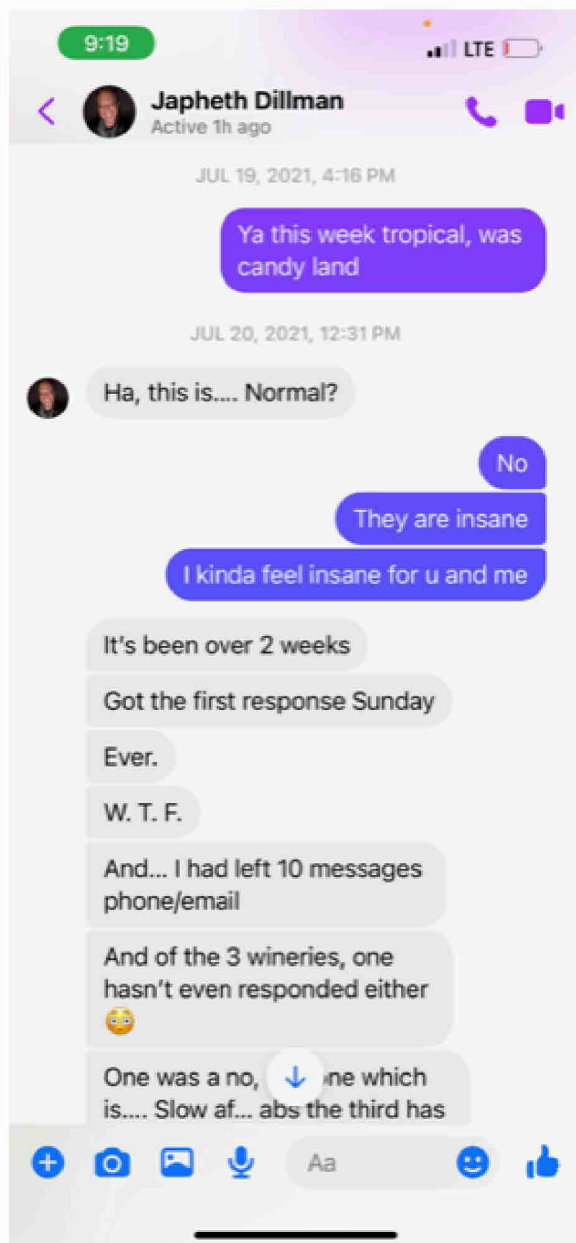 9:19
LTE
Japheth Dillman
Active 1h ago
JUL 19, 2021, 4:16 PM
Ya this week tropical, was
candy land
JUL 20, 2021, 12:31 PM
Ha, this is.... Normal?
No
They are insane
I kinda feel insane for u and me
It's been over 2 weeks
Got the first response Sunday
Ever.
W. T. F.
And... I had left 10 messages
phone/email
And of the 3 wineries, one
hasn't even responded either
😳
One was a no, which
is.... Slow af... abs the third has
Aa